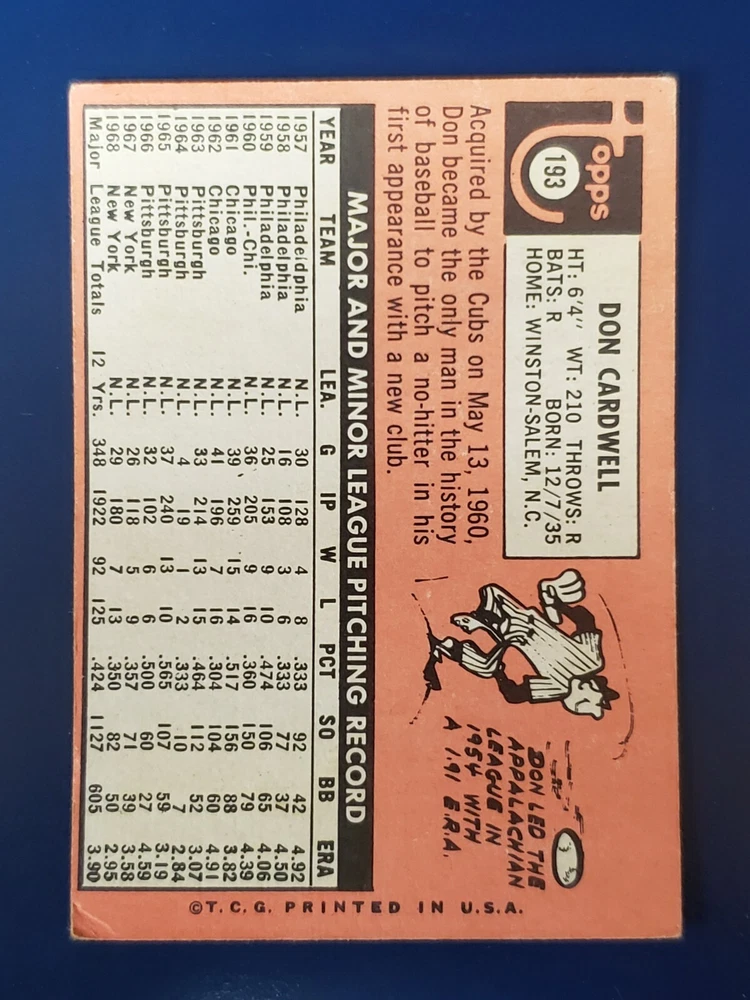 Topps
193
DON CARDWELL
HT: 6'4" WT: 210 THROWS: R
BATS: R BORN: 12/7/35
HOME: WINSTON-SALEM, N.C.
Acquired by the Cubs on May 13, 1960,
Don became the only man in the history
of baseball to pitch a no-hitter in his
first appearance with a new club.
DON LED THE
APPALACHIAN
LEAGUE IN
1954 WITH
A 1.91 E.R.A.
MAJOR AND MINOR LEAGUE PITCHING RECORD
YEAR TEAM LEA. G IP W L PCT SO BB ERA
1957 Philadeldphia N.L. 30 128 4 8 .333 92 42 4.92
1958 Philadelphia N.L. 16 108 3 6 .333 77 37 4.50
1959 Philadelphia N.L. 25 153 9 10 .474 106 65 4.06
1960 Phil.-Chi. N.L. 36 205 9 16 .360 150 79 4.39
1961 Chicago N.L. 39 259 15 14 .517 156 88 3.82
1962 Chicago N.L. 41 196 7 16 .304 104 60 4.91
1963 Pittsburgh N.L. 33 214 13 15 .464 112 52 3.07
1964 Pittsburgh N.L. 4 19 1 2 .333 10 7 2.84
1965 Pittsburgh N.L. 37 240 13 10 .565 107 59 3.19
1966 Pittsburgh N.L. 32 102 6 6 .500 60 27 4.59
1967 New York N.L. 26 118 5 9 .357 71 39 3.58
1968 New York N.L. 29 180 7 13 .350 82 50 2.95
Major League Totals 12 Yrs. 348 1922 92 125 .424 1127 605 3.90
©T.C.G. PRINTED IN U.S.A.